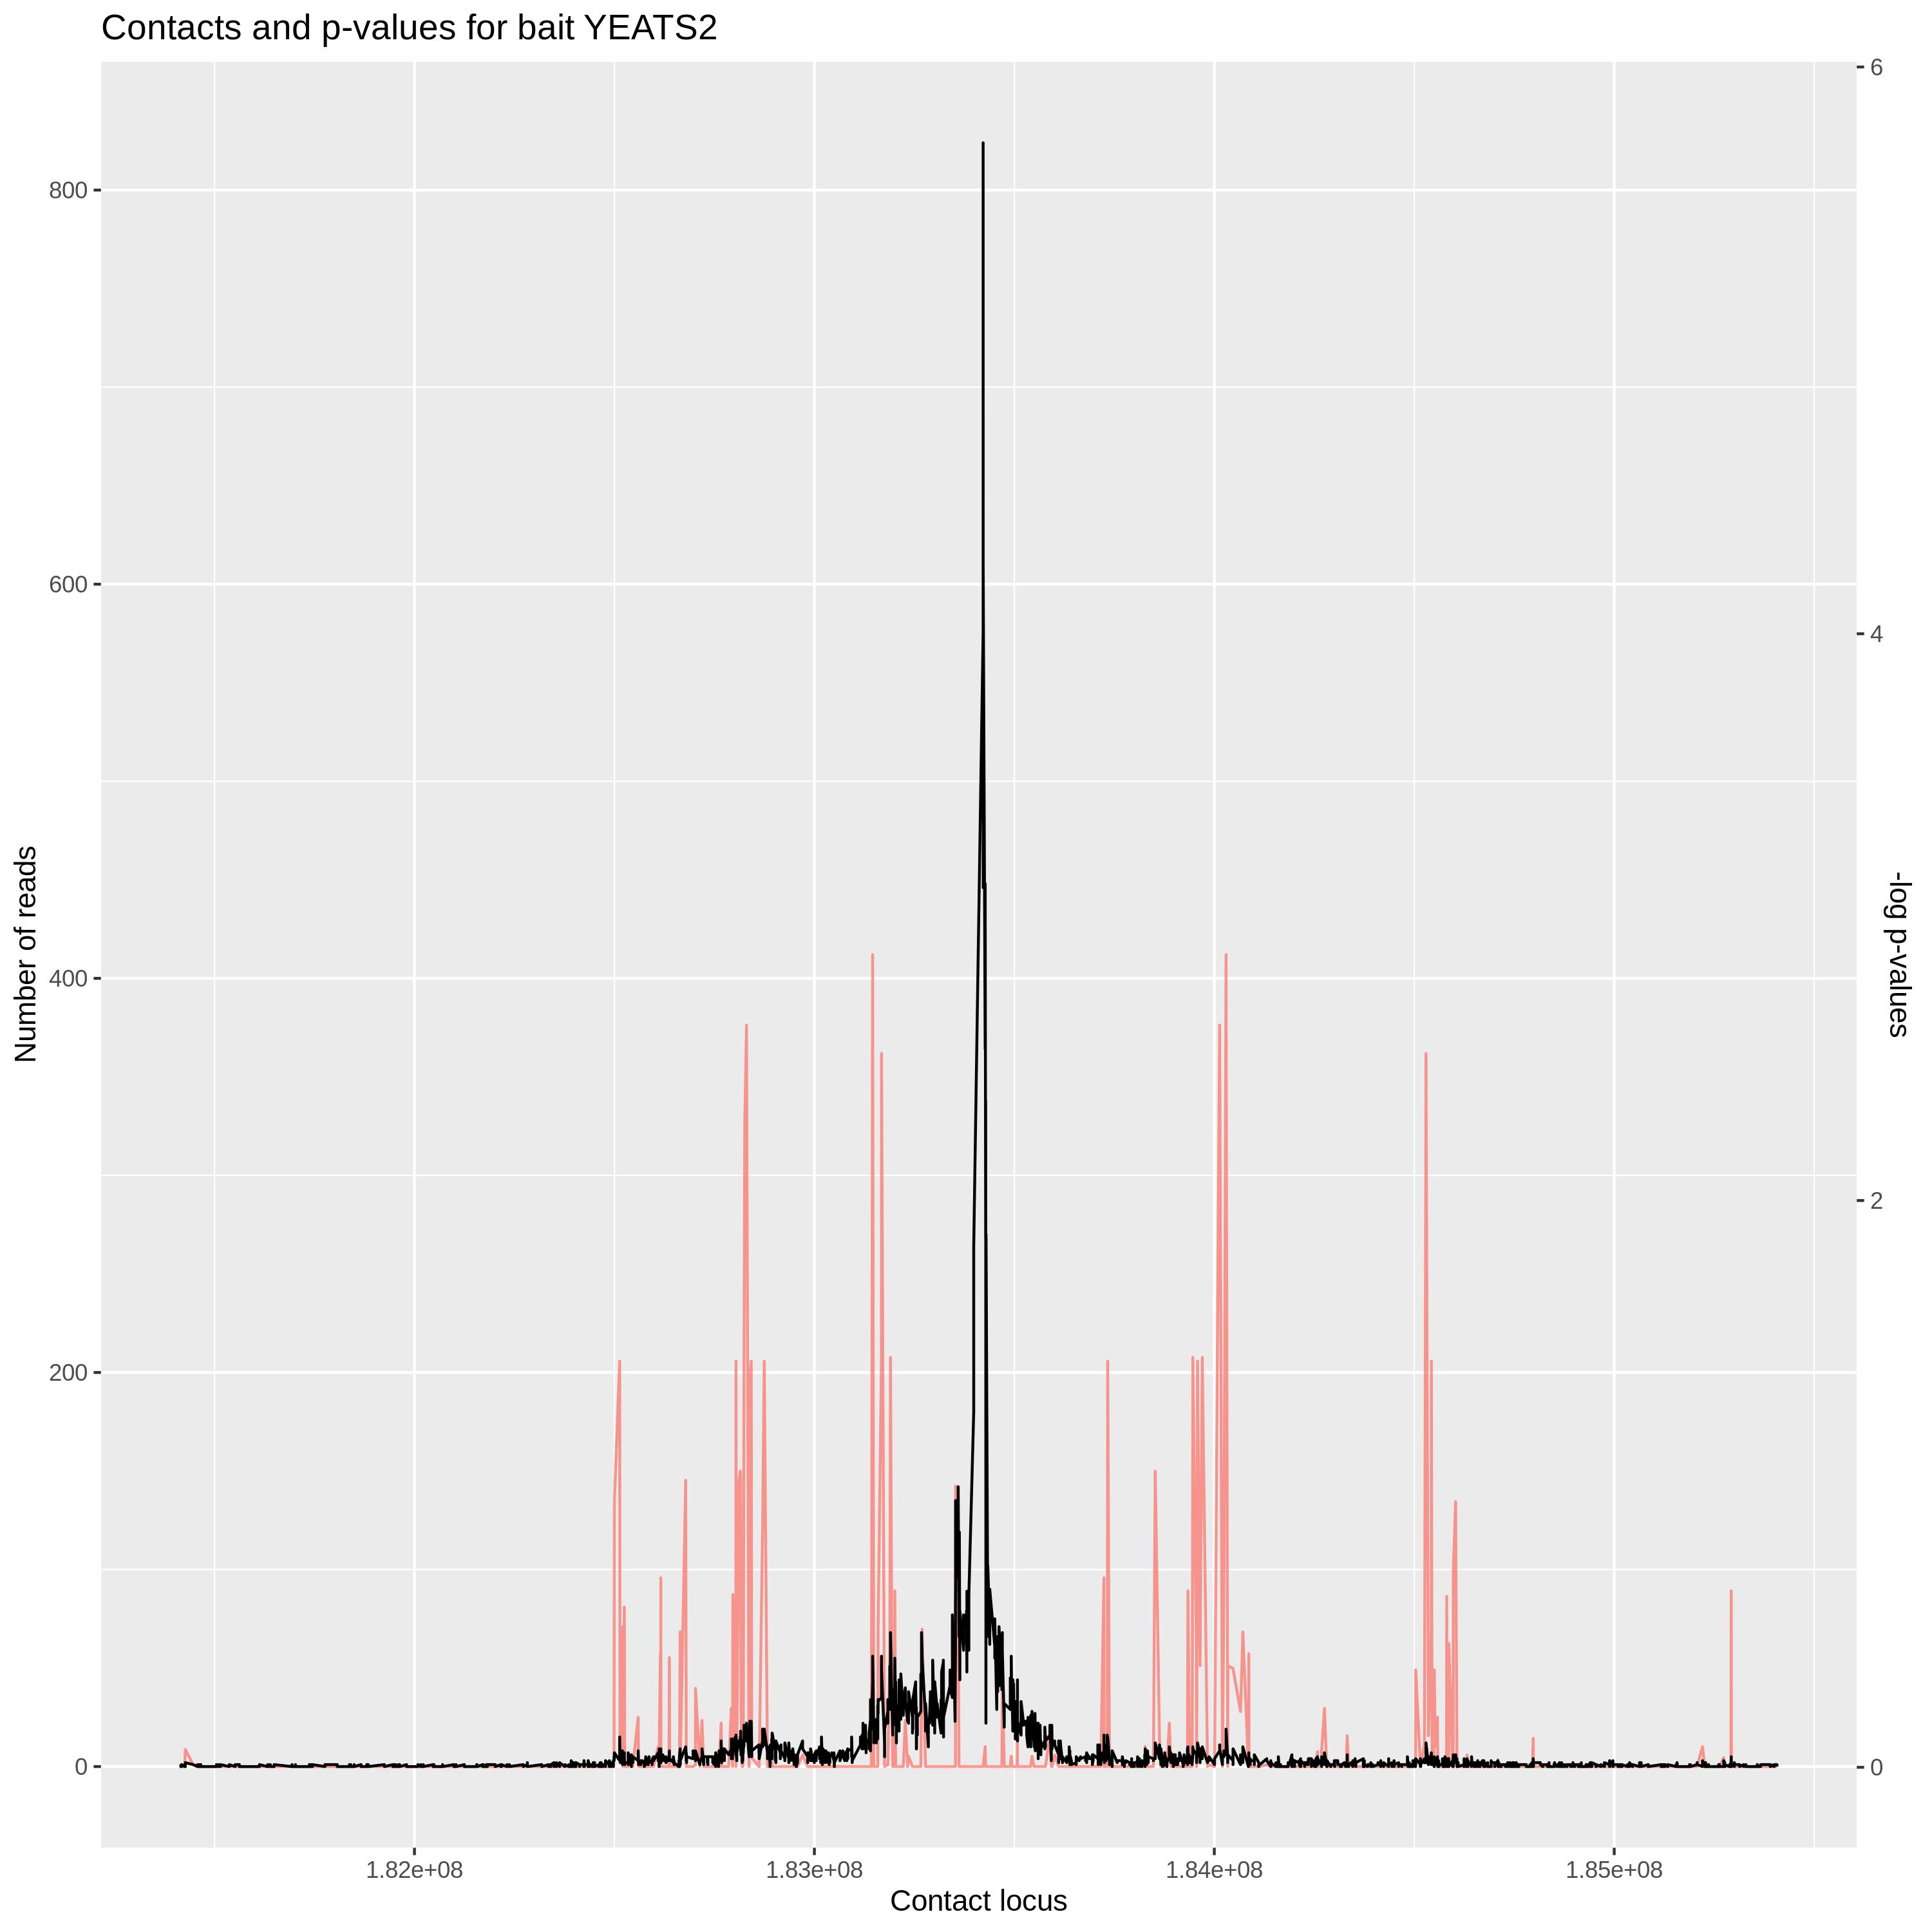 Contacts and p-values for bait YEATS2
6
800
600
4
Number of reads
-log p-values
400
2
200
0
0
1.82e+08
1.83e+08
1.84e+08
1.85e+08
Contact locus